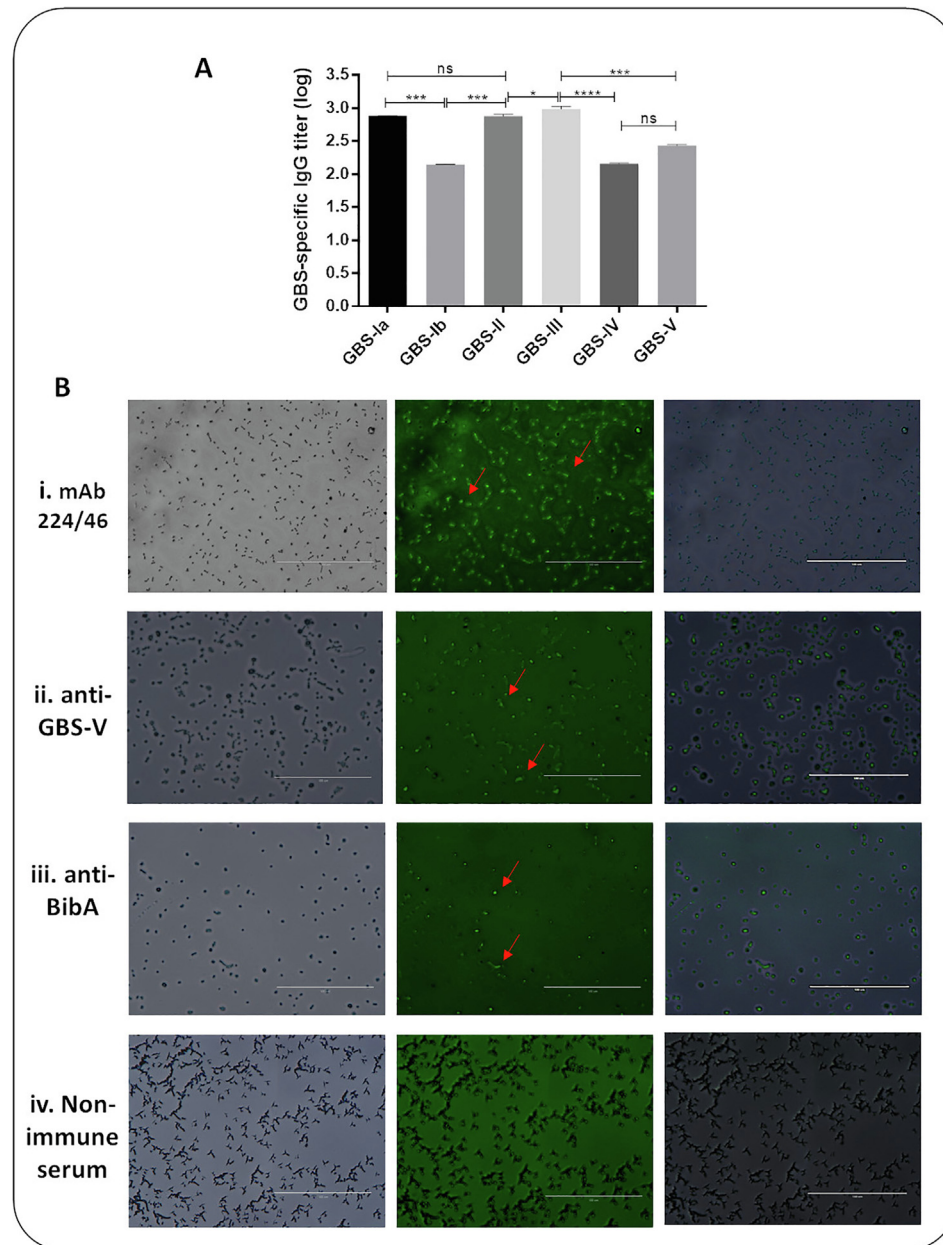 A
GBS-specific IgG titer (log)
3.5
3.0
2.5
2.0
1.5
1.0
0.5
0.0
ns
***
***
***
*
****
ns
GBS-Ia
GBS-Ib
GBS-II
GBS-III
GBS-IV
GBS-V
B
i. mAb
224/46
ii. anti-
GBS-V
iii. anti-
BibA
iv. Non-
immune
serum